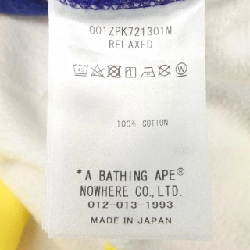 001ZPK721301M
RELAXED
100% COTTON
*A BATHING APE®
NOWHERE CO., LTD.
012-013-1993
MADE IN JAPAN